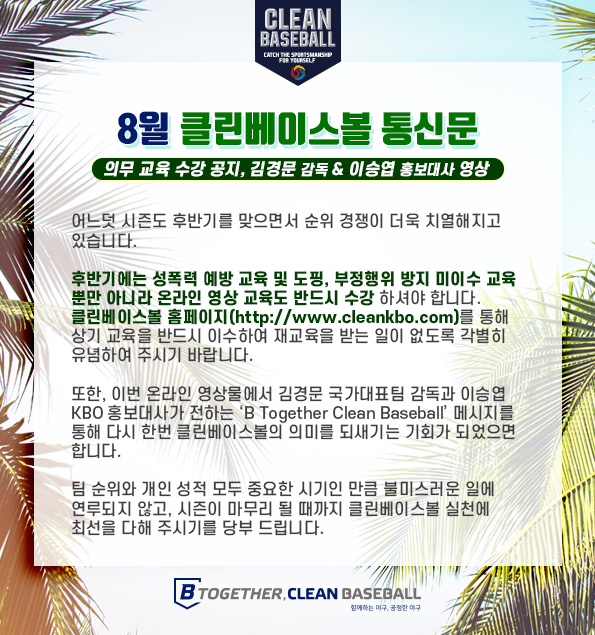 CLEAN
BASEBALL
CATCH THE SPORTSMANSHIP
FOR YOURSELF
8월 클린베이스볼 통신문
의무 교육 수강 공지, 김경문 감독 & 이승엽 홍보대사 영상
어느덧 시즌도 후반기를 맞으면서 순위 경쟁이 더욱 치열해지고
있습니다.
후반기에는 성폭력 예방 교육 및 도핑, 부정행위 방지 미이수 교육
뿐만 아니라 온라인 영상 교육도 반드시 수강 하셔야 합니다.
클린베이스볼 홈페이지(http://www.cleankbo.com)를 통해
상기 교육을 반드시 이수하여 재교육을 받는 일이 없도록 각별히
유념하여 주시기 바랍니다.
또한, 이번 온라인 영상물에서 김경문 국가대표팀 감독과 이승엽
KBO 홍보대사가 전하는 ‘B Together Clean Baseball’ 메시지를
통해 다시 한번 클린베이스볼의 의미를 되새기는 기회가 되었으면
합니다.
팀 순위와 개인 성적 모두 중요한 시기인 만큼 불미스러운 일에
연루되지 않고, 시즌이 마무리 될 때까지 클린베이스볼 실천에
최선을 다해 주시기를 당부 드립니다.
B TOGETHER, CLEAN BASEBALL
함께하는 야구, 공정한 야구